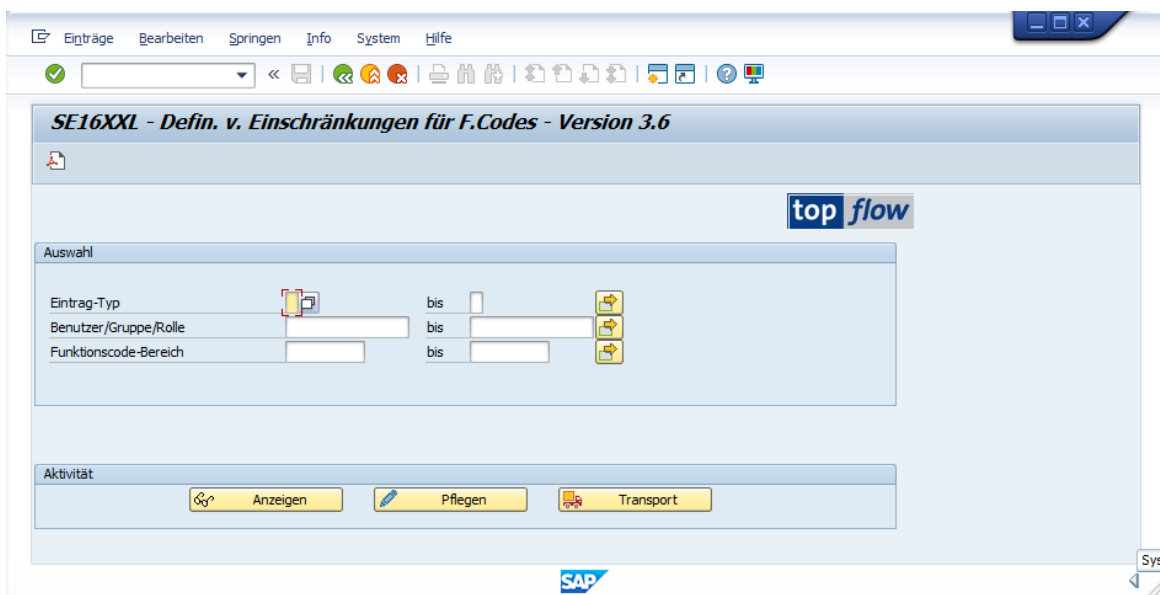 Einträge Bearbeiten Springen Info System Hilfe
SE16XXL - Defin. v. Einschränkungen für F.Codes - Version 3.6
top flow
Auswahl
Eintrag-Typ bis
Benutzer/Gruppe/Rolle bis
Funktionscode-Bereich bis
Aktivität
Anzeigen Pflegen Transport
Sys
SAP